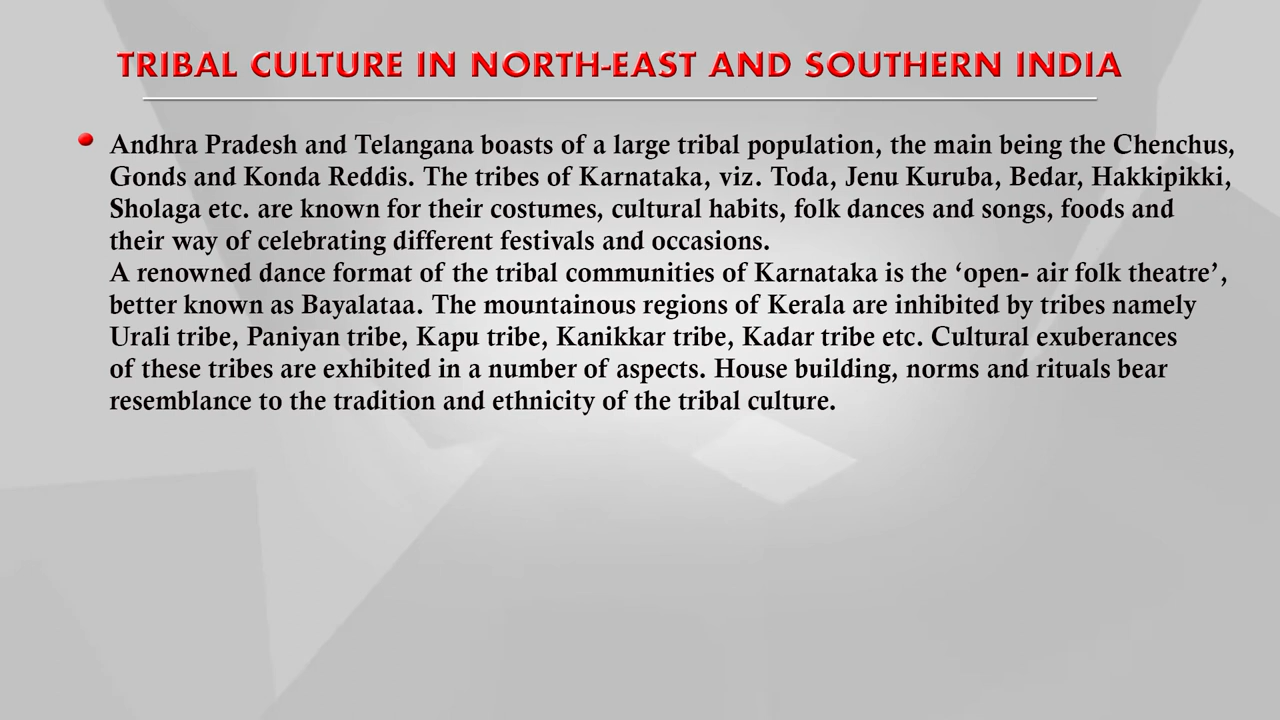 TRIBAL CULTURE IN NORTH-EAST AND SOUTHERN INDIA
Andhra Pradesh and Telangana boasts of a large tribal population, the main being the Chenchus,
Gonds and Konda Reddis. The tribes of Karnataka, viz. Toda, Jenu Kuruba, Bedar, Hakkipikki,
Sholaga etc. are known for their costumes, cultural habits, folk dances and songs, foods and
their way of celebrating different festivals and occasions.
A renowned dance format of the tribal communities of Karnataka is the ‘open- air folk theatre’,
better known as Bayalataa. The mountainous regions of Kerala are inhibited by tribes namely
Urali tribe, Paniyan tribe, Kapu tribe, Kanikkar tribe, Kadar tribe etc. Cultural exuberances
of these tribes are exhibited in a number of aspects. House building, norms and rituals bear
resemblance to the tradition and ethnicity of the tribal culture.